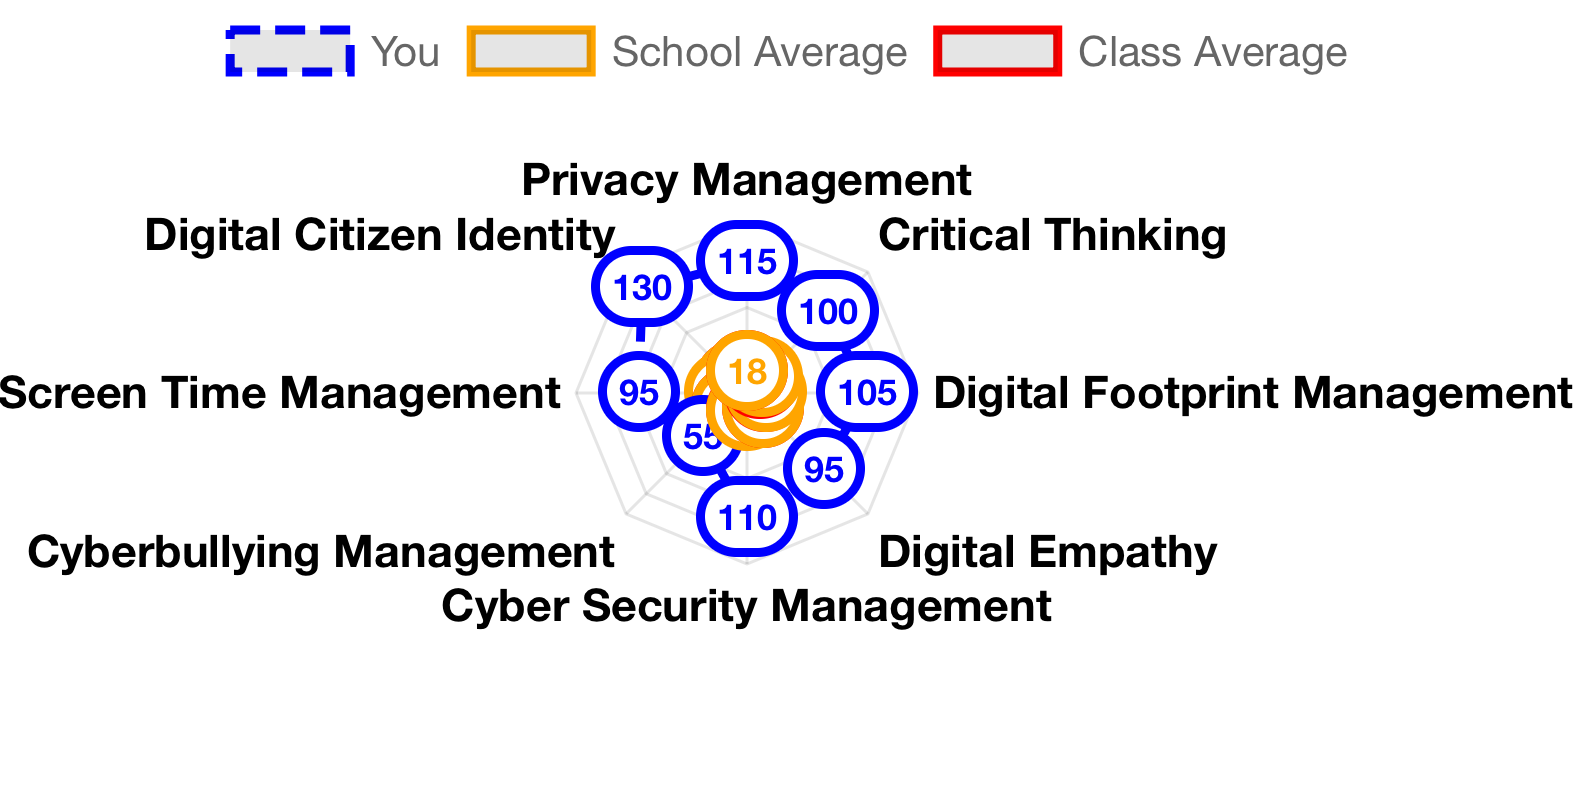 You School Average Class Average
Privacy Management
Digital Citizen Identity Critical Thinking
115
130
100
18
Screen Time Management 95 105 Digital Footprint Management
55
95
110
Cyberbullying Management Digital Empathy
Cyber Security Management